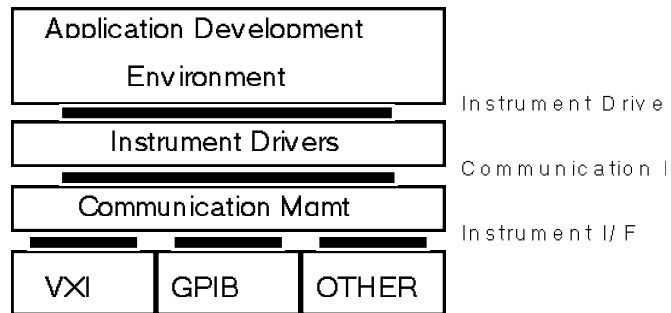 Application Development
Environment
Instrument Drive
Instrument Drivers
Communication I
Communication Mgmt
Instrument I/F
VXI
GPIB
OTHER